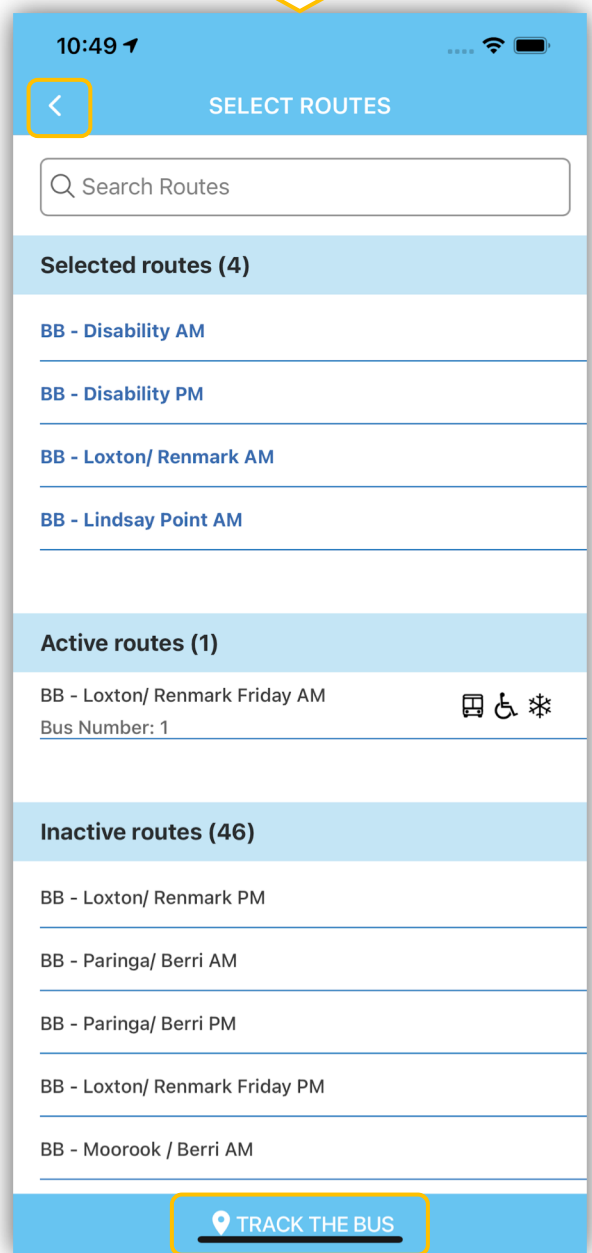 10:49
SELECT ROUTES
Search Routes
Selected routes (4)
BB - Disability AM
BB - Disability PM
BB - Loxton/ Renmark AM
BB - Lindsay Point AM
Active routes (1)
BB - Loxton/ Renmark Friday AM
Bus Number: 1
Inactive routes (46)
BB - Loxton/ Renmark PM
BB - Paringa/ Berri AM
BB - Paringa/ Berri PM
BB - Loxton/ Renmark Friday PM
BB - Moorook / Berri AM
TRACK THE BUS